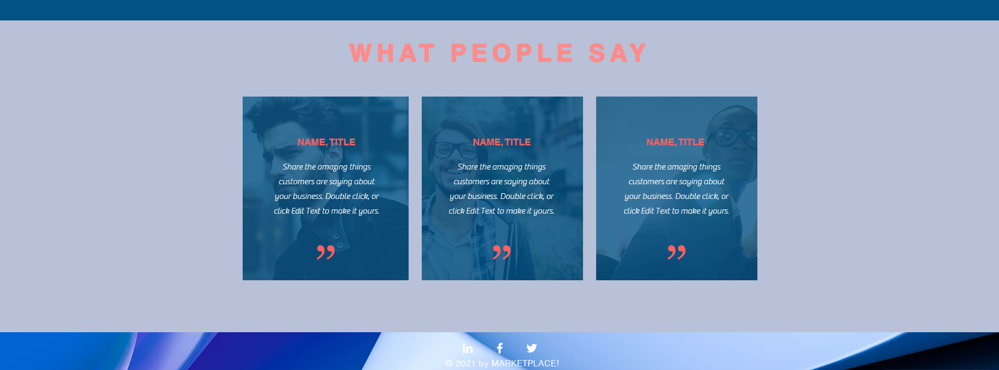 WHAT PEOPLE SAY
NAME, TITLE
Share the amazing things
customers are saying about
your business. Double click, or
click Edit Text to make it yours.
”
NAME, TITLE
Share the amazing things
customers are saying about
your business. Double click, or
click Edit Text to make it yours.
”
NAME, TITLE
Share the amazing things
customers are saying about
your business. Double click, or
click Edit Text to make it yours.
”
© 2021 by MARKETPLACE!